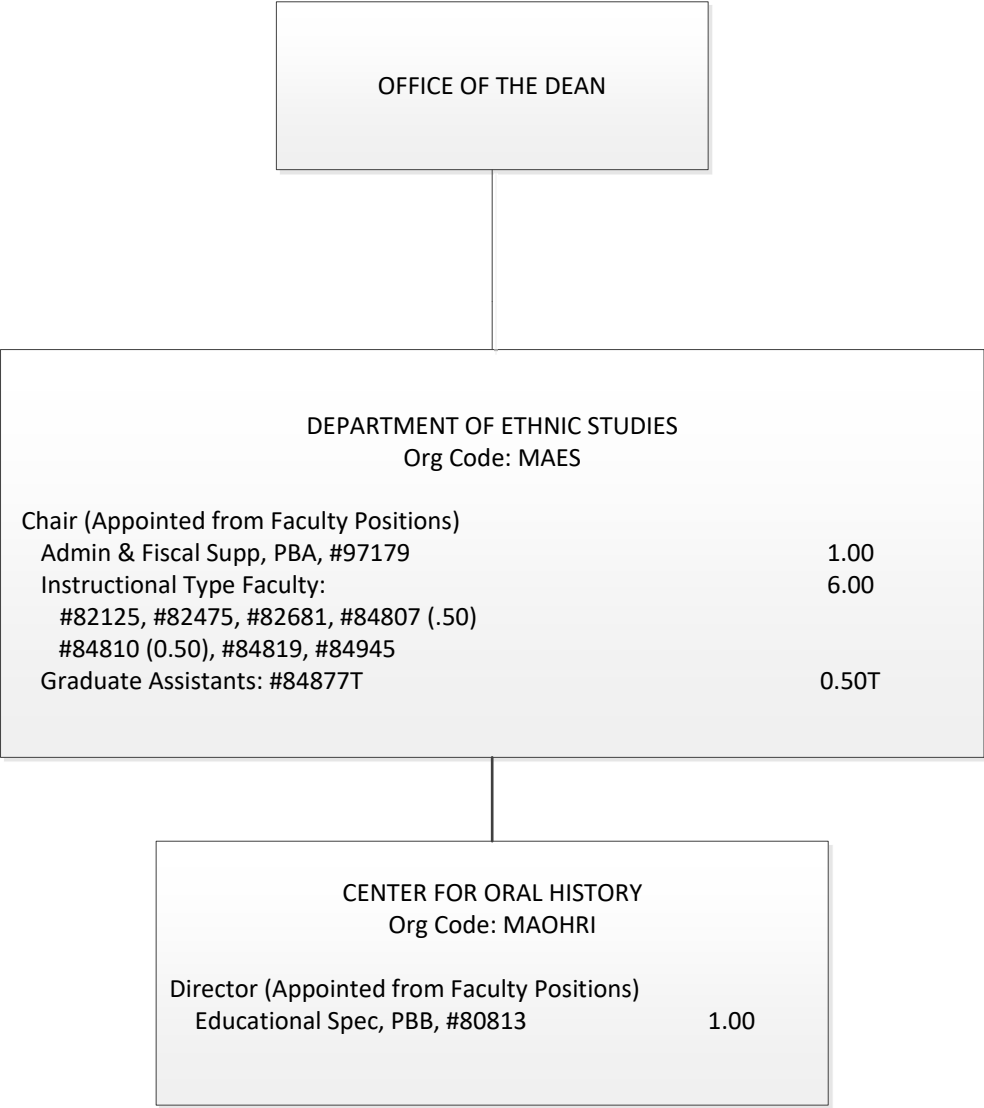 OFFICE OF THE DEAN
DEPARTMENT OF ETHNIC STUDIES
Org Code: MAES
Chair (Appointed from Faculty Positions)
Admin & Fiscal Supp, PBA, #97179 1.00
Instructional Type Faculty: 6.00
#82125, #82475, #82681, #84807 (.50)
#84810 (0.50), #84819, #84945
Graduate Assistants: #84877T 0.50T
CENTER FOR ORAL HISTORY
Org Code: MAOHRI
Director (Appointed from Faculty Positions)
Educational Spec, PBB, #80813 1.00